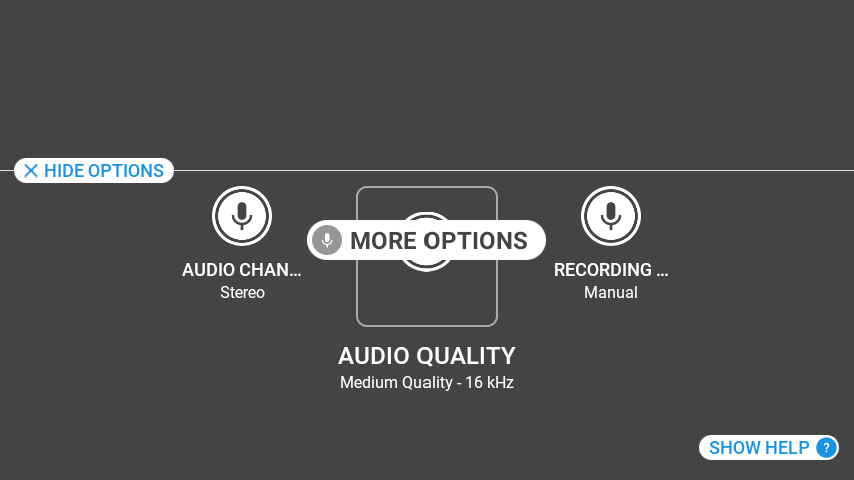 HIDE OPTIONS
MORE OPTIONS
AUDIO CHAN...
Stereo
RECORDING ...
Manual
AUDIO QUALITY
Medium Quality - 16 kHz
SHOW HELP ?